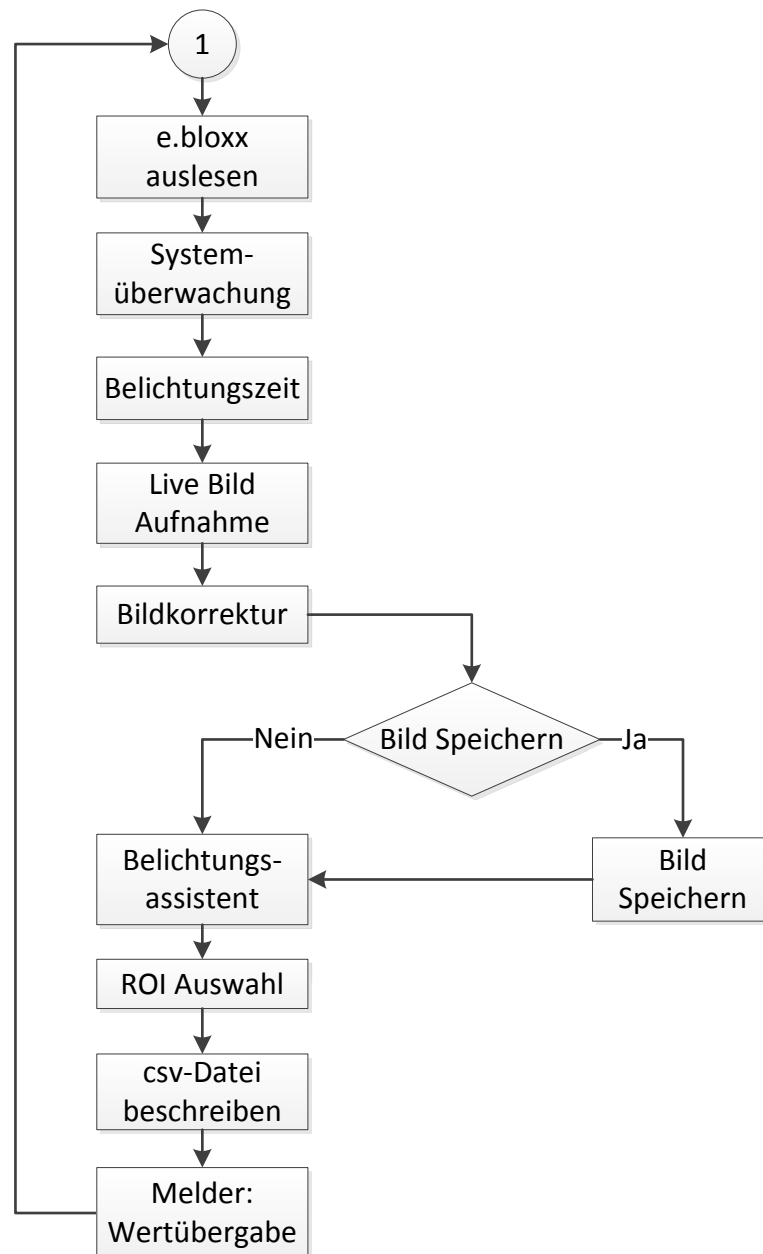 1
e.bloxx
auslesen
System-
überwachung
Belichtungszeit
Live Bild
Aufnahme
Bildkorrektur
Bild Speichern
Nein
Ja
Belichtungs-
assistent
Bild
Speichern
ROI Auswahl
csv-Datei
beschreiben
Melder:
Wertübergabe